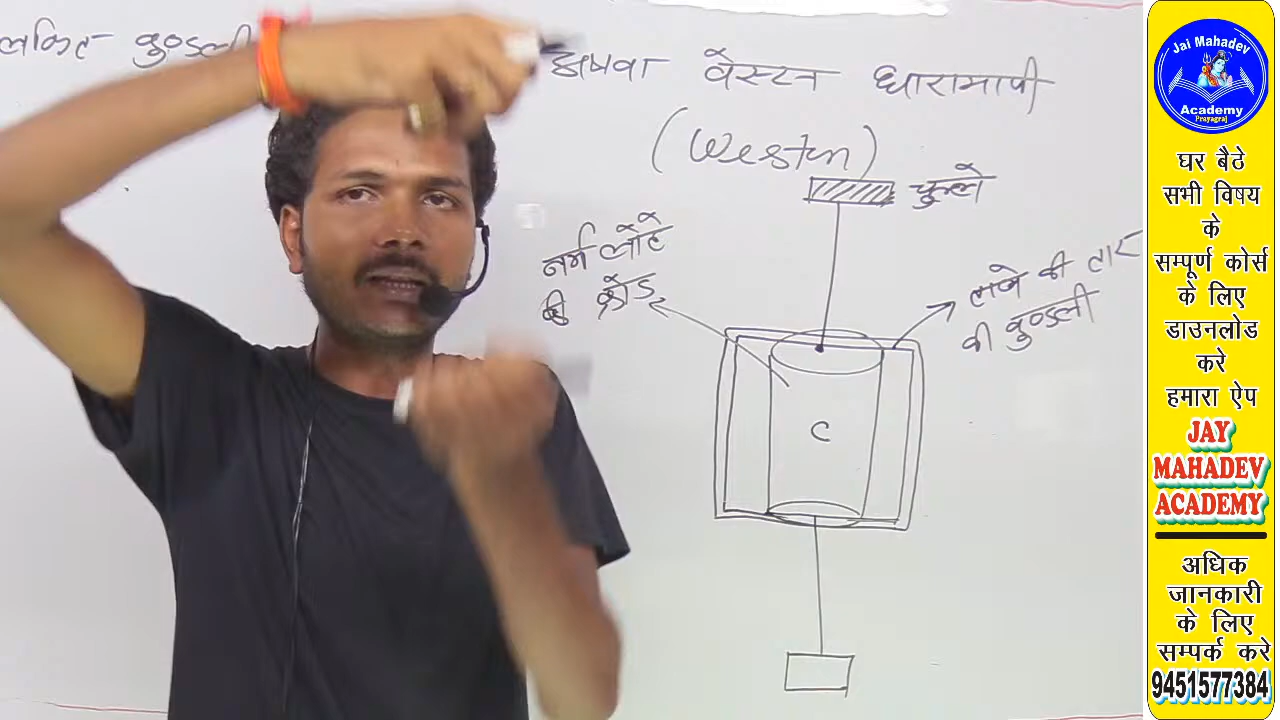 कुण्डली
अथवा वेस्टन धारामापी
(Weston)
चुल्ले
नर्म लोहे
की क्रोड
ताँबे की तार
की कुण्डली
C
Jai Mahadev
Academy
Prayagraj
घर बैठे
सभी विषय
के
सम्पूर्ण कोर्स
के लिए
डाउनलोड
करे
हमारा ऐप
JAY
MAHADEV
ACADEMY
अधिक
जानकारी
के लिए
सम्पर्क करे
9451577384